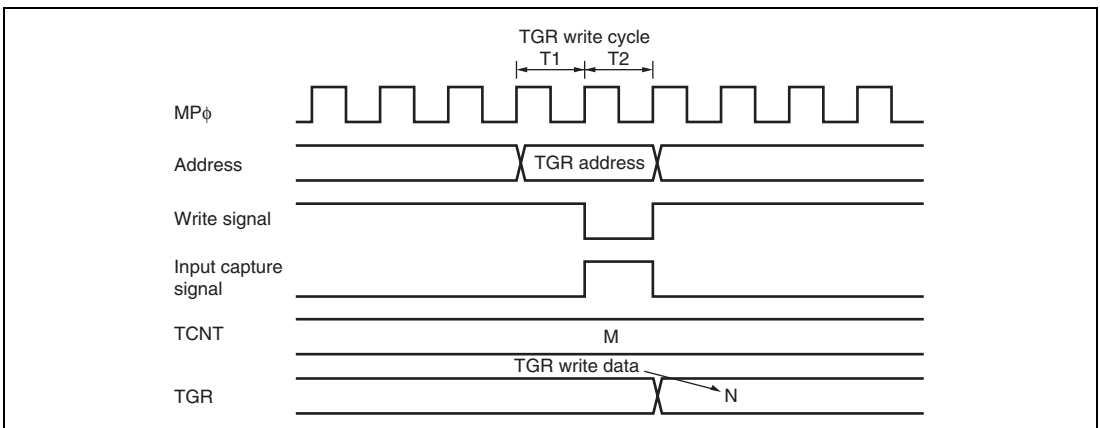 TGR write cycle
T1 T2
MPϕ
Address
TGR address
Write signal
Input capture
signal
TCNT
M
TGR write data
TGR
N